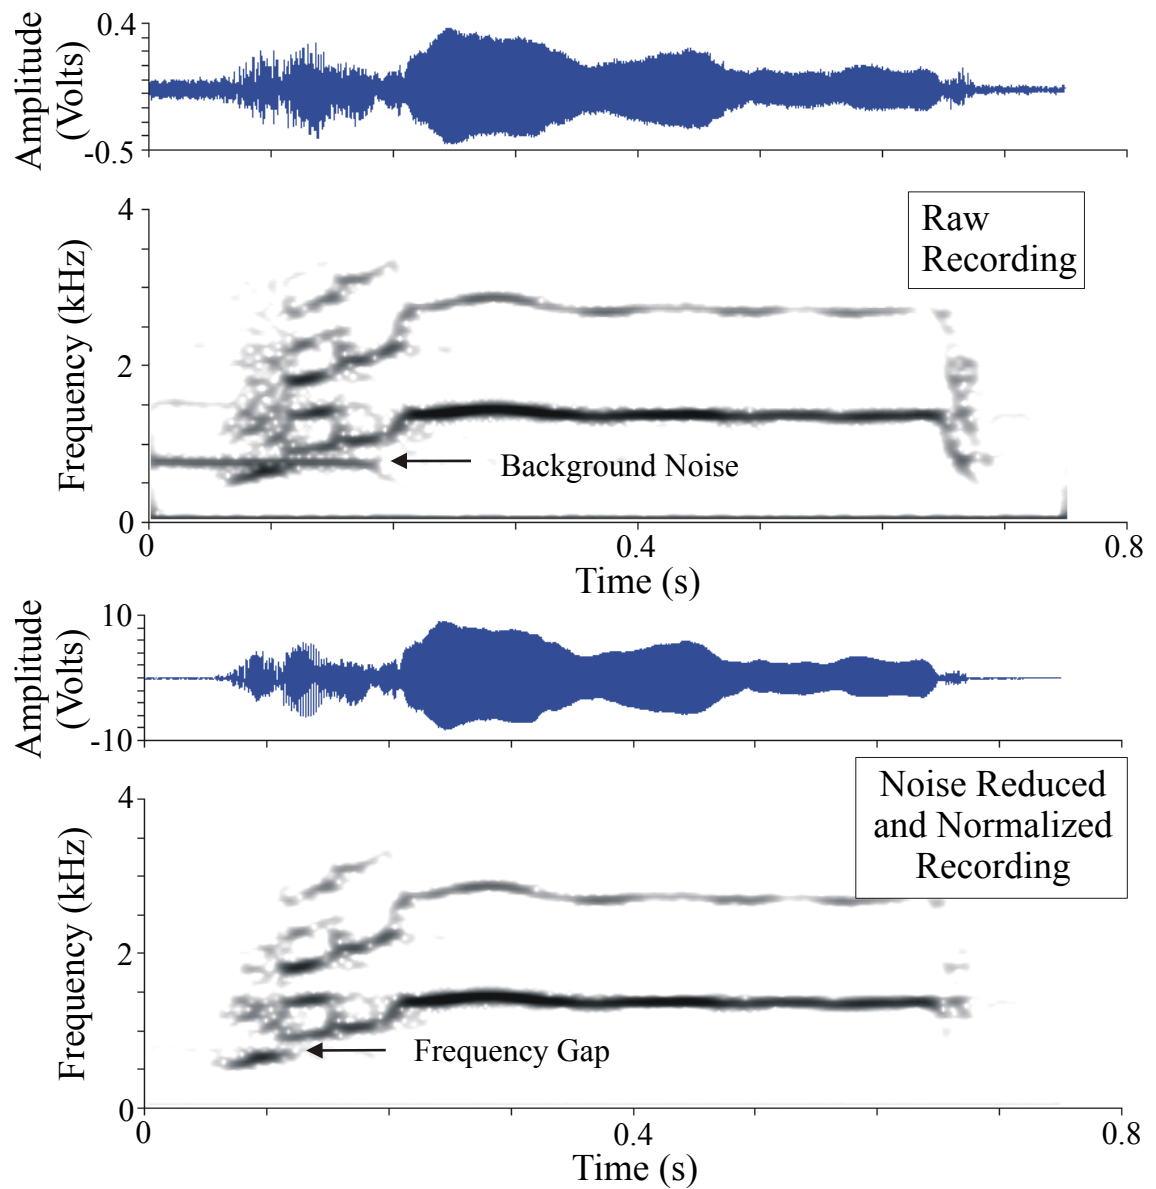 Amplitude
(Volts)
0.4
-0.5
Raw
Recording
Frequency (kHz)
4
2
0
Background Noise
0
0.4
0.8
Time (s)
Amplitude
(Volts)
10
-10
Noise Reduced
and Normalized
Recording
Frequency (kHz)
4
2
0
Frequency Gap
0
0.4
0.8
Time (s)